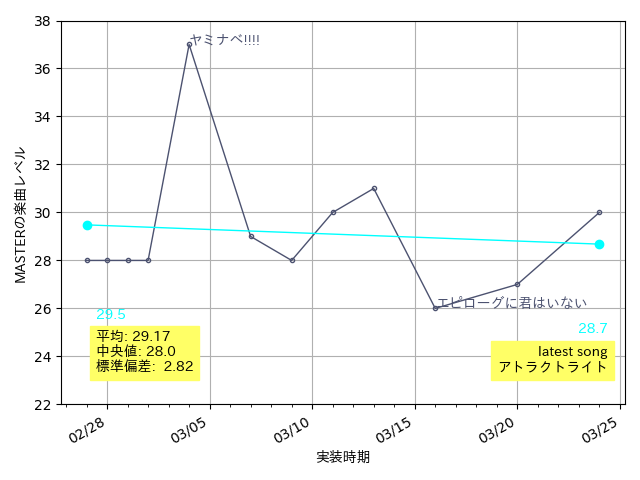 38
36
34
32
30
28
26
24
22
MASTERの楽曲レベル
ヤミナベ!!!!
エピローグに君はいない
29.5
平均: 29.17
中央値: 28.0
標準偏差: 2.82
28.7
latest song
アトラクトライト
02/28
03/05
03/10
03/15
03/20
03/25
実装時期